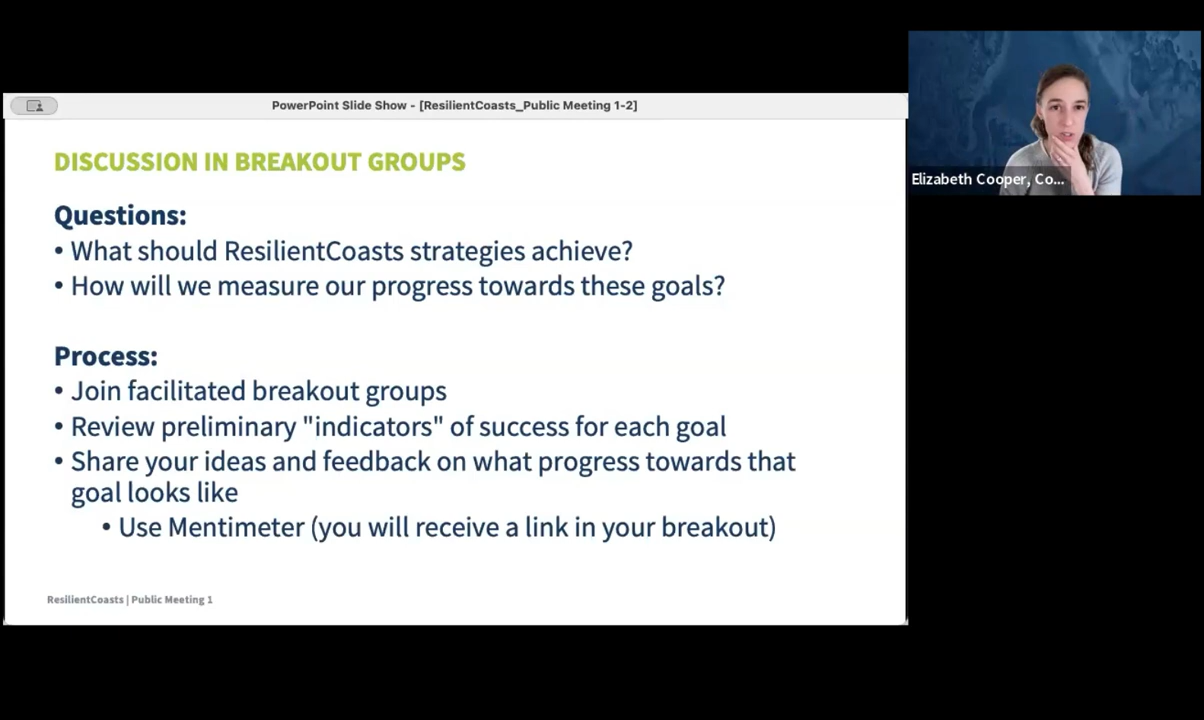 PowerPoint Slide Show - [ResilientCoasts_Public Meeting 1-2]
DISCUSSION IN BREAKOUT GROUPS
Questions:
• What should ResilientCoasts strategies achieve?
• How will we measure our progress towards these goals?
Process:
• Join facilitated breakout groups
• Review preliminary "indicators" of success for each goal
• Share your ideas and feedback on what progress towards that
goal looks like
• Use Mentimeter (you will receive a link in your breakout)
ResilientCoasts | Public Meeting 1
Elizabeth Cooper, Co...